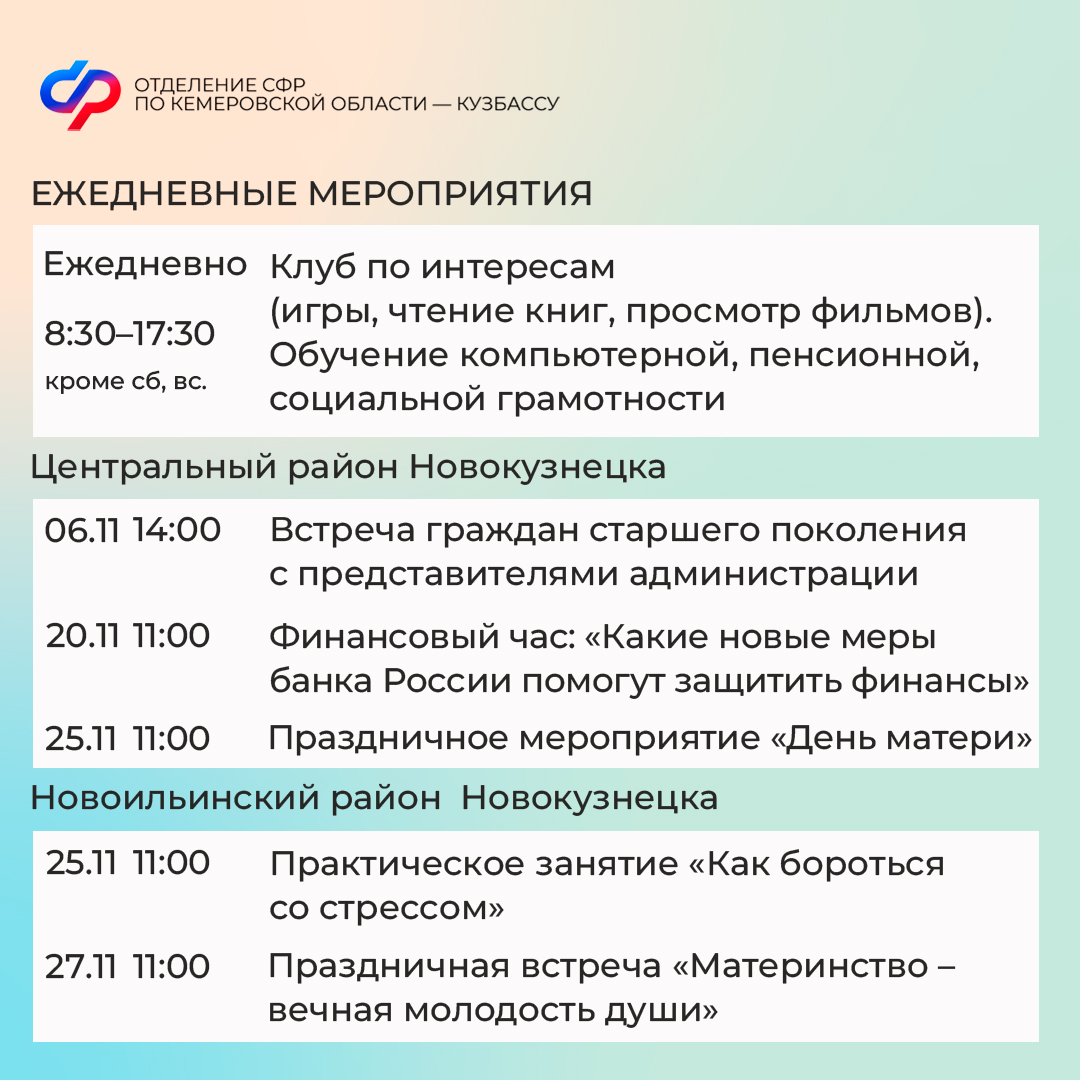 ОТДЕЛЕНИЕ СФР
ПО КЕМЕРОВСКОЙ ОБЛАСТИ — КУЗБАССУ
ЕЖЕДНЕВНЫЕ МЕРОПРИЯТИЯ
Ежедневно
8:30–17:30
кроме сб, вс.
Клуб по интересам
(игры, чтение книг, просмотр фильмов).
Обучение компьютерной, пенсионной,
социальной грамотности
Центральный район Новокузнецка
06.11 14:00 Встреча граждан старшего поколения
с представителями администрации
20.11 11:00 Финансовый час: «Какие новые меры
банка России помогут защитить финансы»
25.11 11:00 Праздничное мероприятие «День матери»
Новоильинский район Новокузнецка
25.11 11:00 Практическое занятие «Как бороться
со стрессом»
27.11 11:00 Праздничная встреча «Материнство –
вечная молодость души»